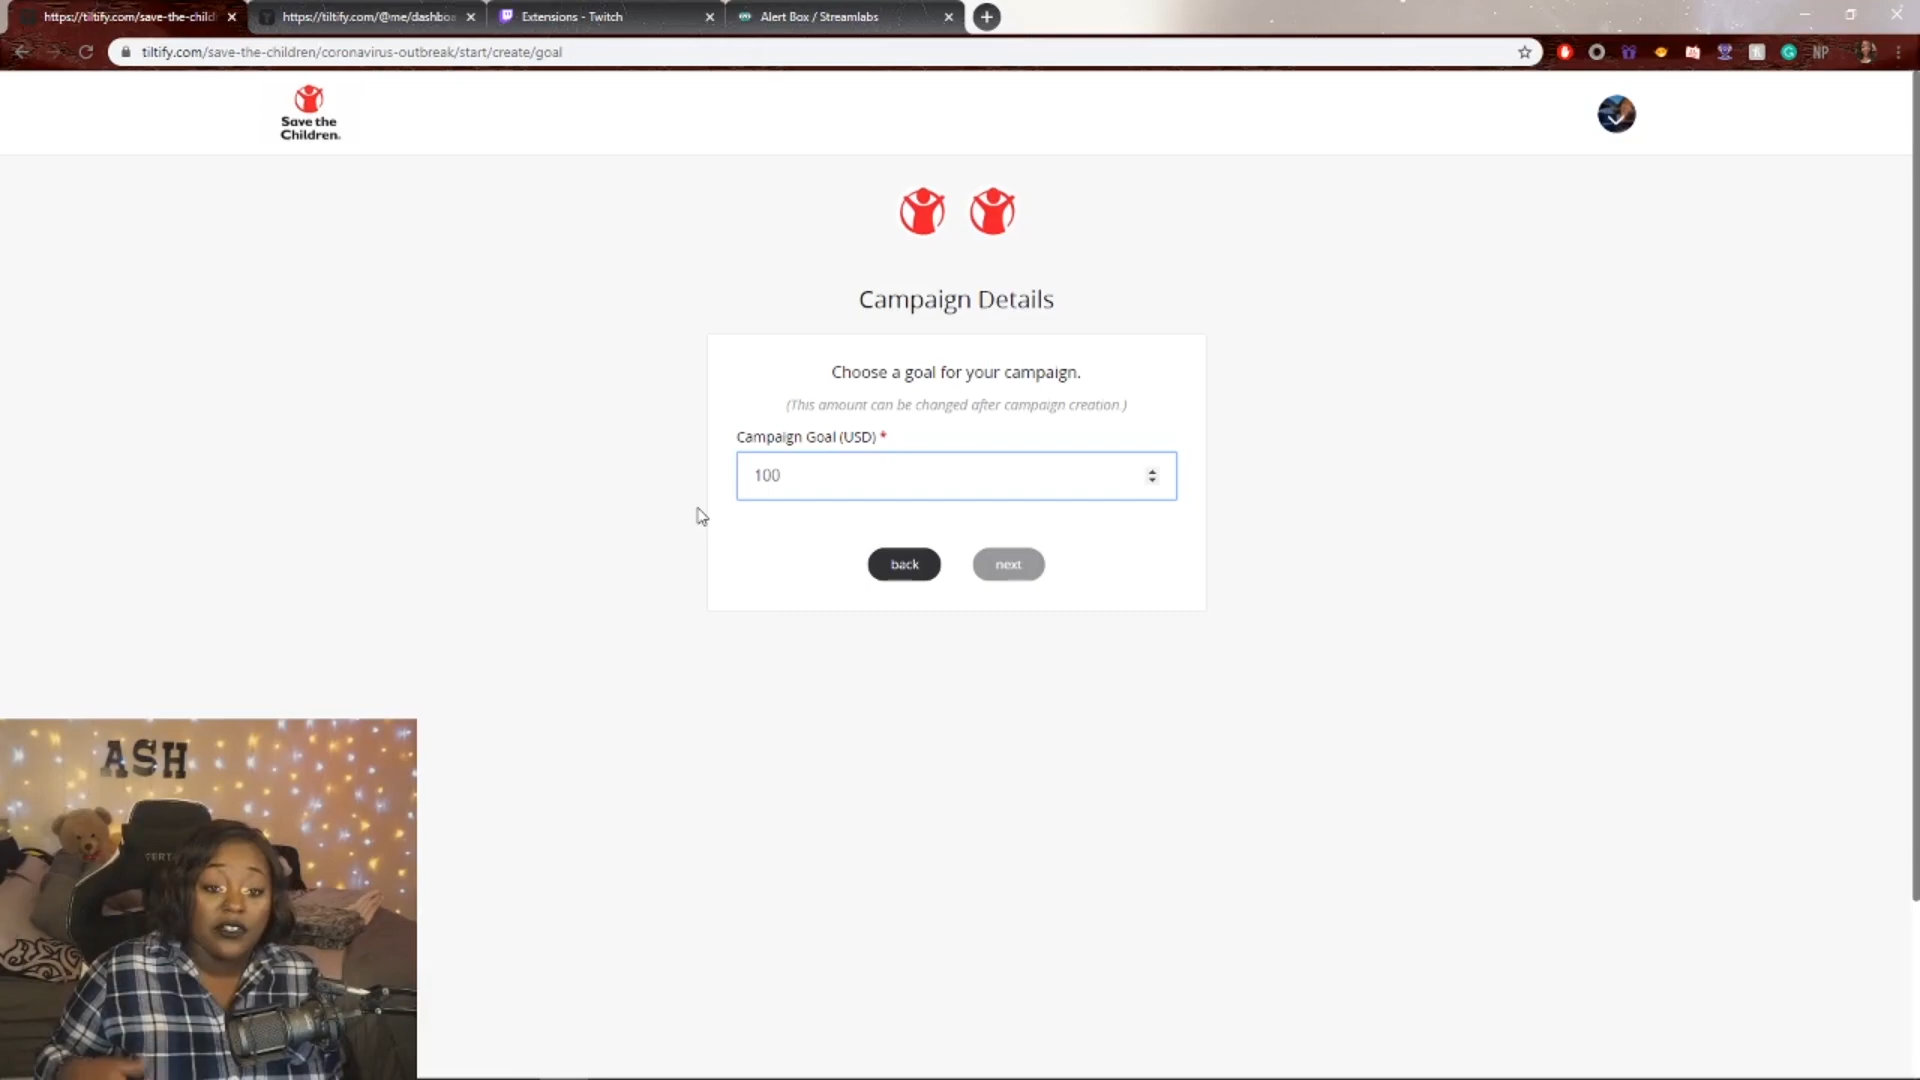 https://tiltify.com/save-the-child
https://tiltify.com/@me/dashboa
Extensions - Twitch
Alert Box / Streamlabs
tiltify.com/save-the-children/coronavirus-outbreak/start/create/goal
NP
Save the
Children.
Campaign Details
Choose a goal for your campaign.
(This amount can be changed after campaign creation.)
Campaign Goal (USD) *
100
back
next
ASH